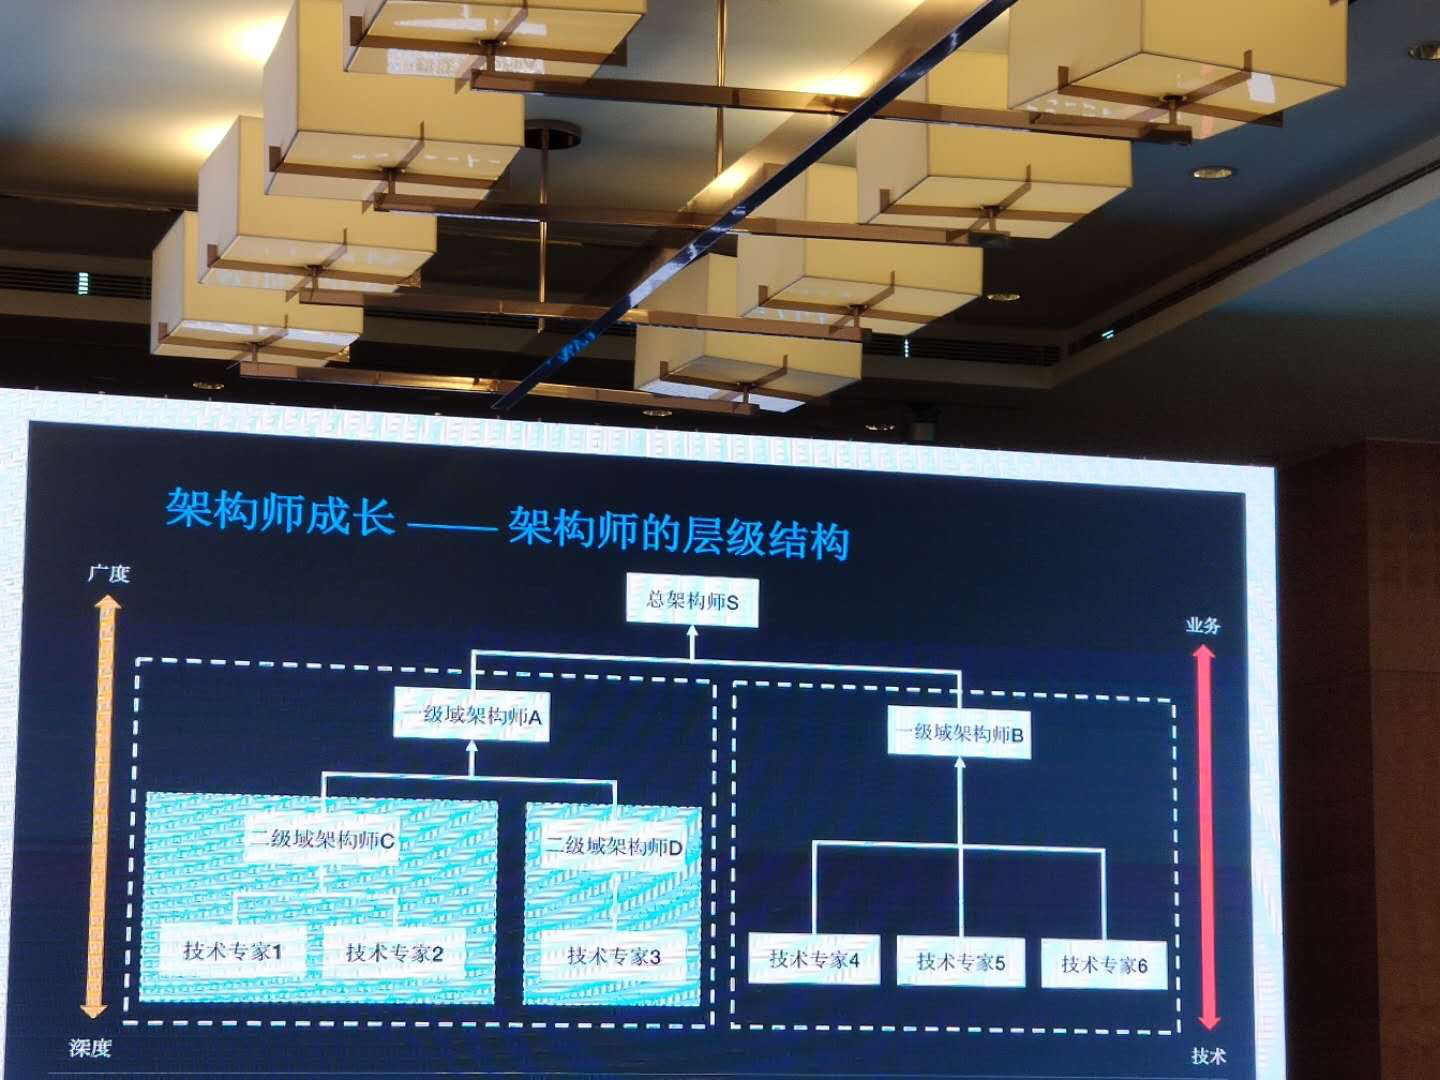 架构师成长 —— 架构师的层级结构
广度
总架构师S
业务
一级域架构师A
一级域架构师B
二级域架构师C
二级域架构师D
技术专家1
技术专家2
技术专家3
技术专家4
技术专家5
技术专家6
深度
技术